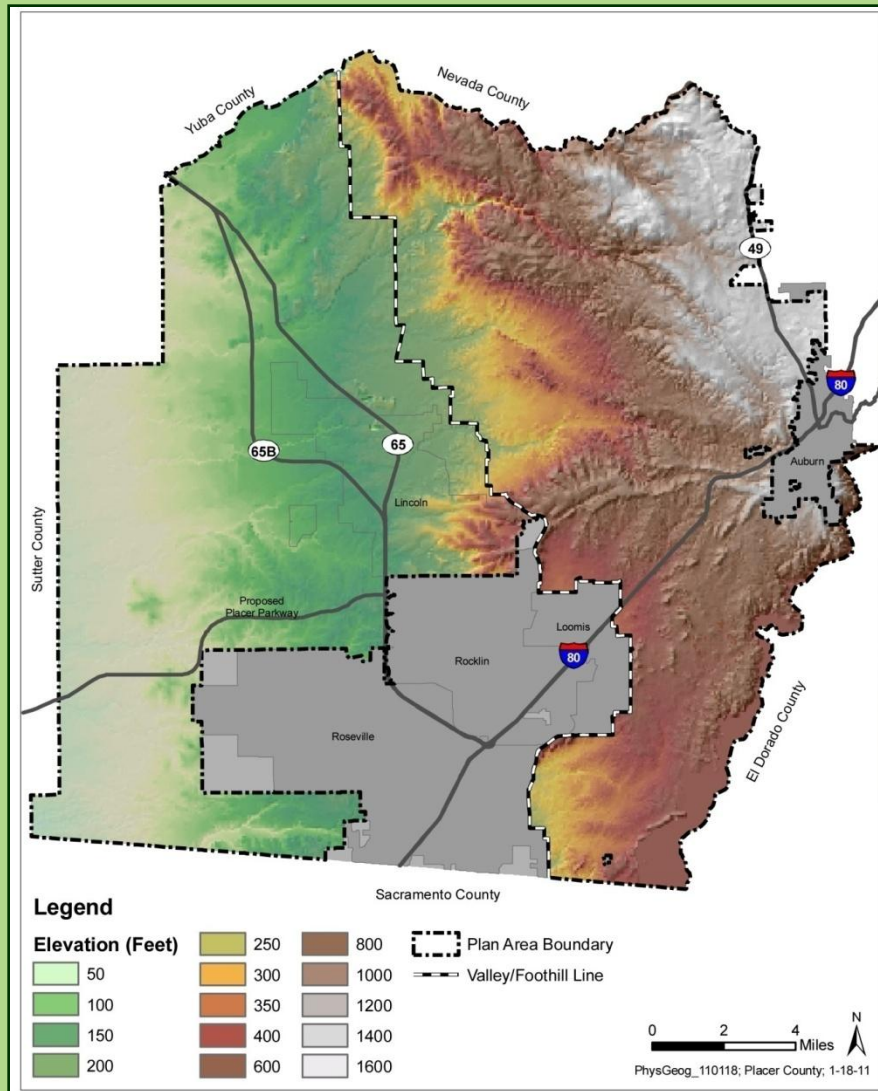 Yuba County
Nevada County
49
80
Auburn
65B
65
Lincoln
Sutter County
Proposed
Placer Parkway
Loomis
80
Rocklin
Roseville
El Dorado County
Sacramento County
Legend
Elevation (Feet)
50
100
150
200
250
300
350
400
600
800
1000
1200
1400
1600
Plan Area Boundary
Valley/Foothill Line
0 2 4
Miles
N
PhysGeog_110118; Placer County; 1-18-11